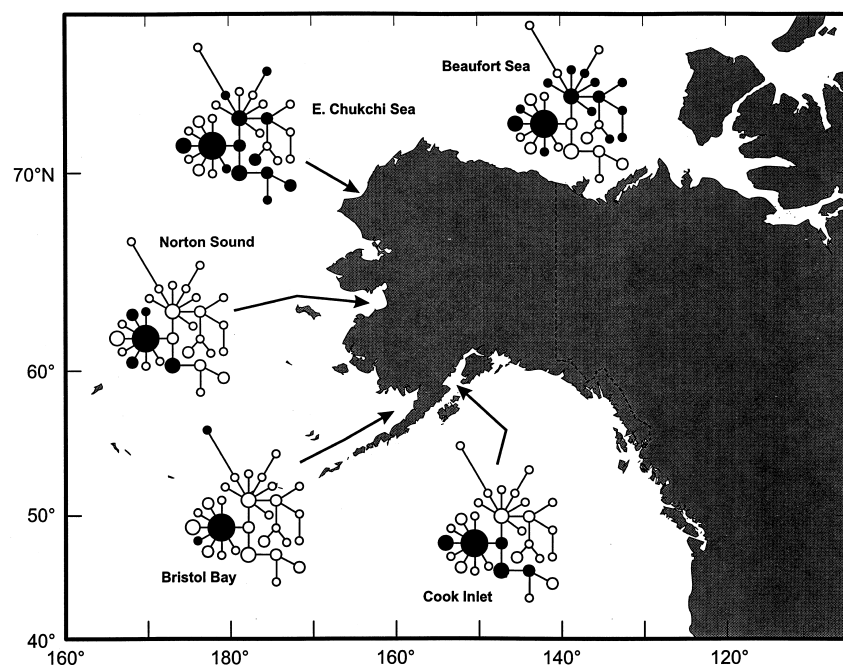 Beaufort Sea
E. Chukchi Sea
70°N
Norton Sound
60°
50°
Bristol Bay
Cook Inlet
40°
160° 180° 160° 140° 120°